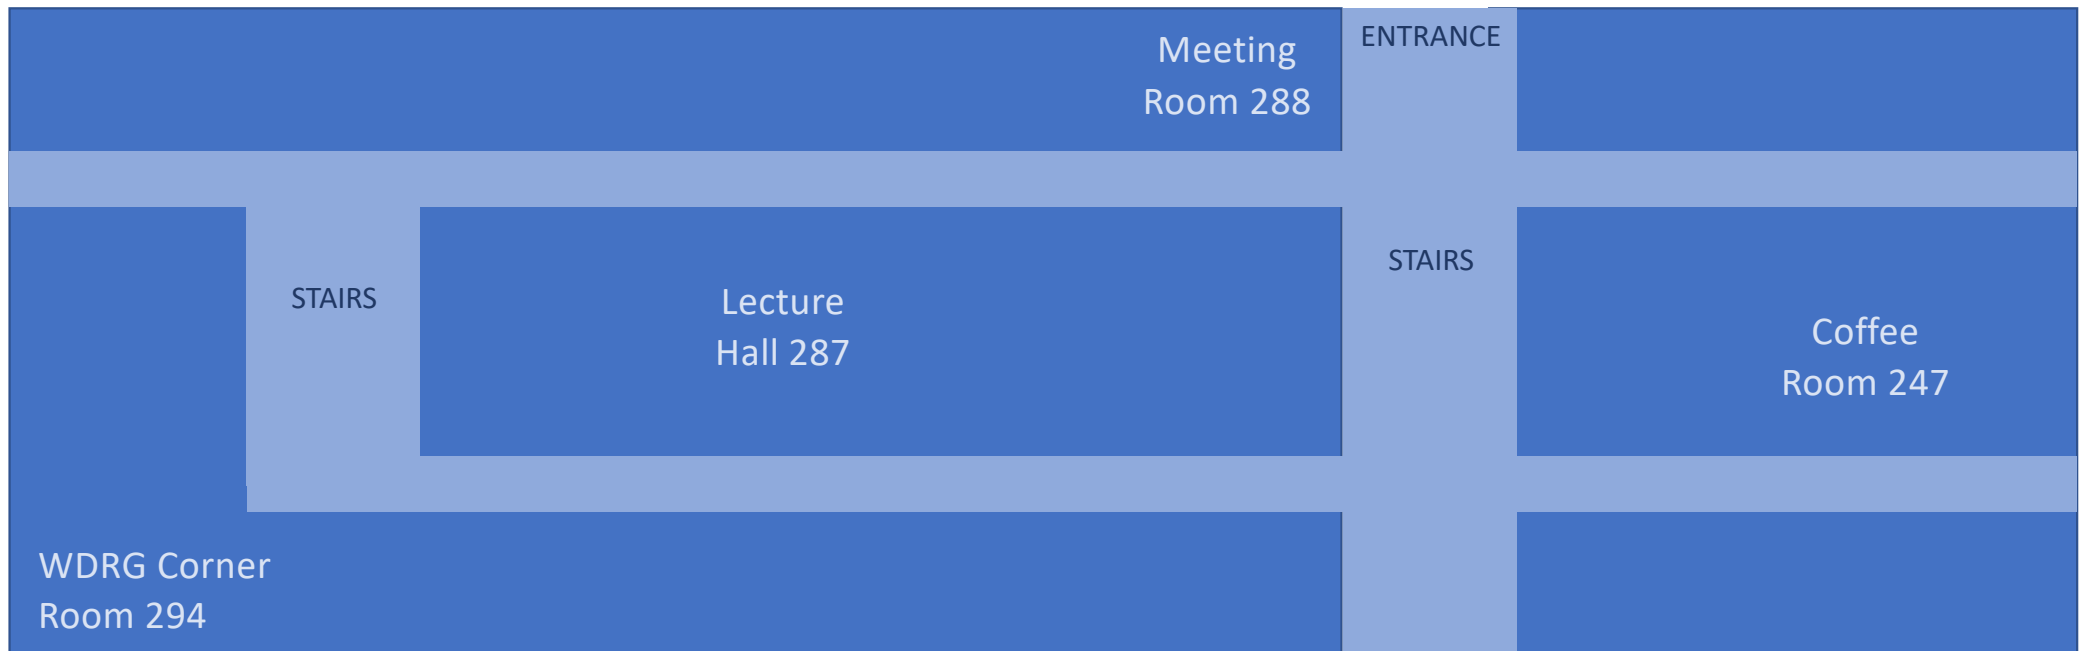 Meeting
Room 288
ENTRANCE
STAIRS
STAIRS
Lecture
Hall 287
Coffee
Room 247
WDRG Corner
Room 294